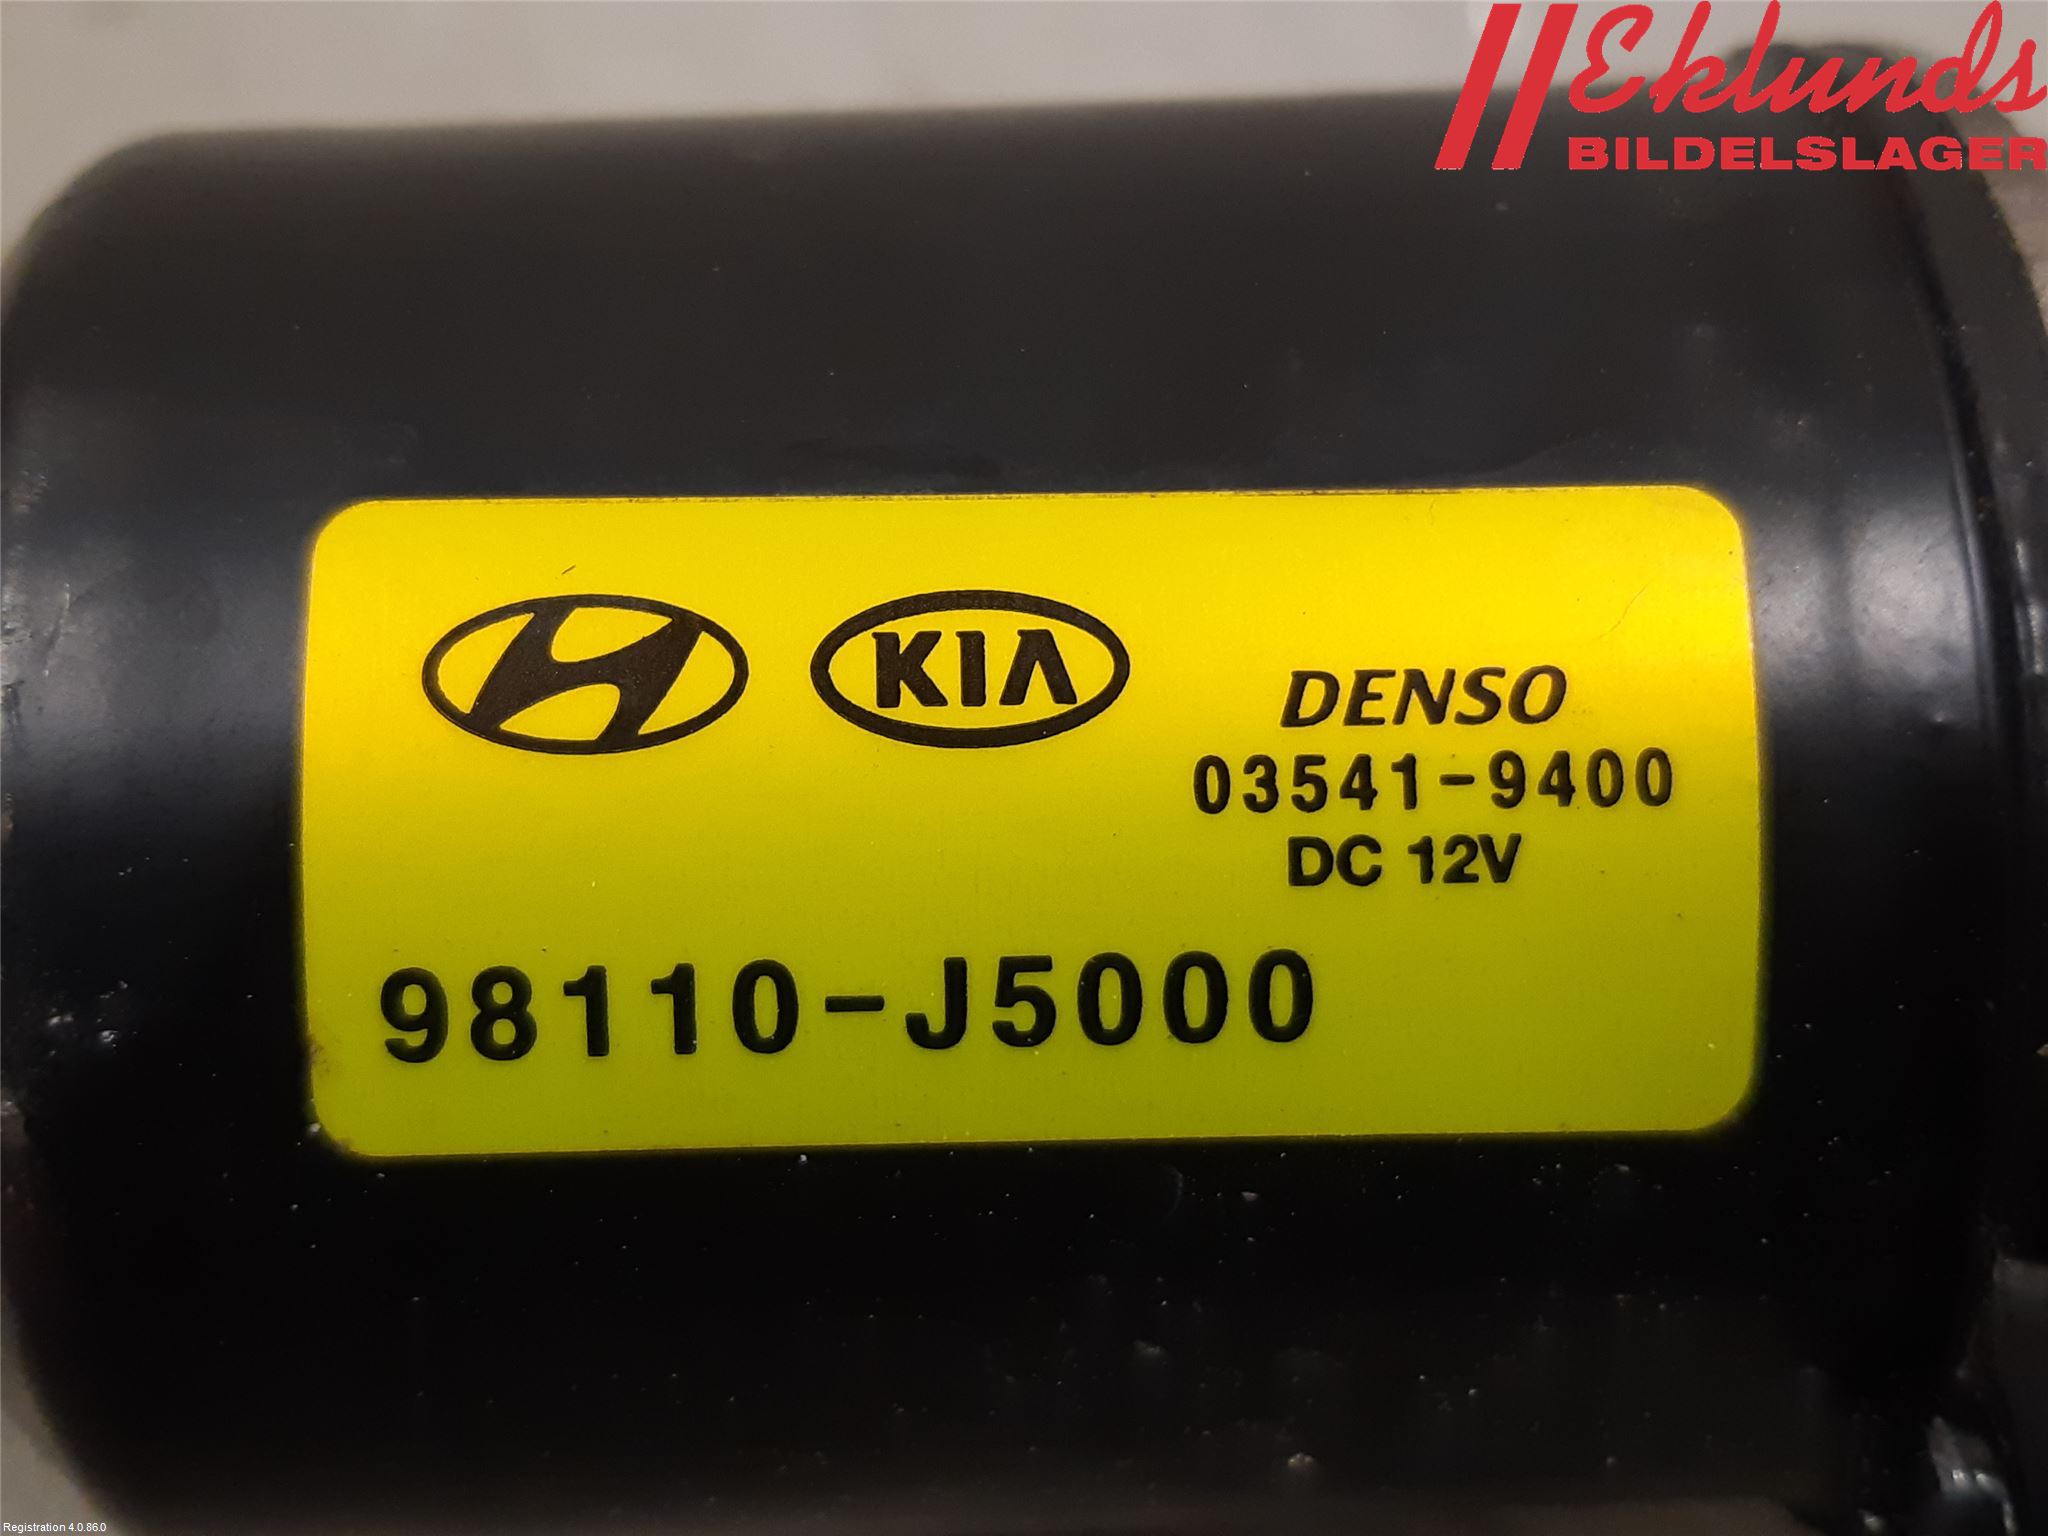 Eklunds
BILDELSLAGER
KIA
DENSO
03541-9400
DC 12V
98110-J5000
Registration 4.0.86.0